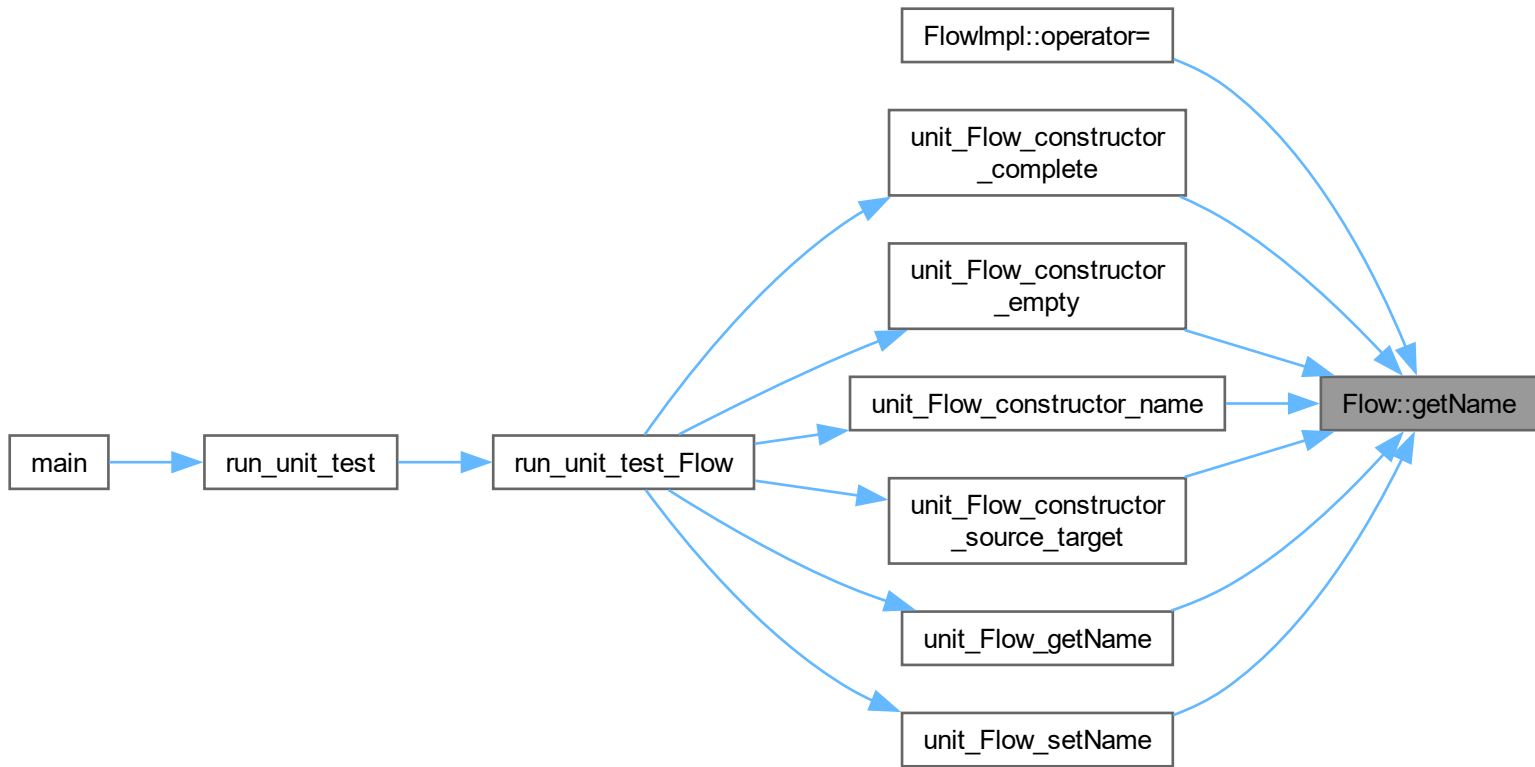 FlowImpl::operator=
unit_Flow_constructor
_complete
unit_Flow_constructor
_empty
unit_Flow_constructor_name
Flow::getName
main
run_unit_test
run_unit_test_Flow
unit_Flow_constructor
_source_target
unit_Flow_getName
unit_Flow_setName